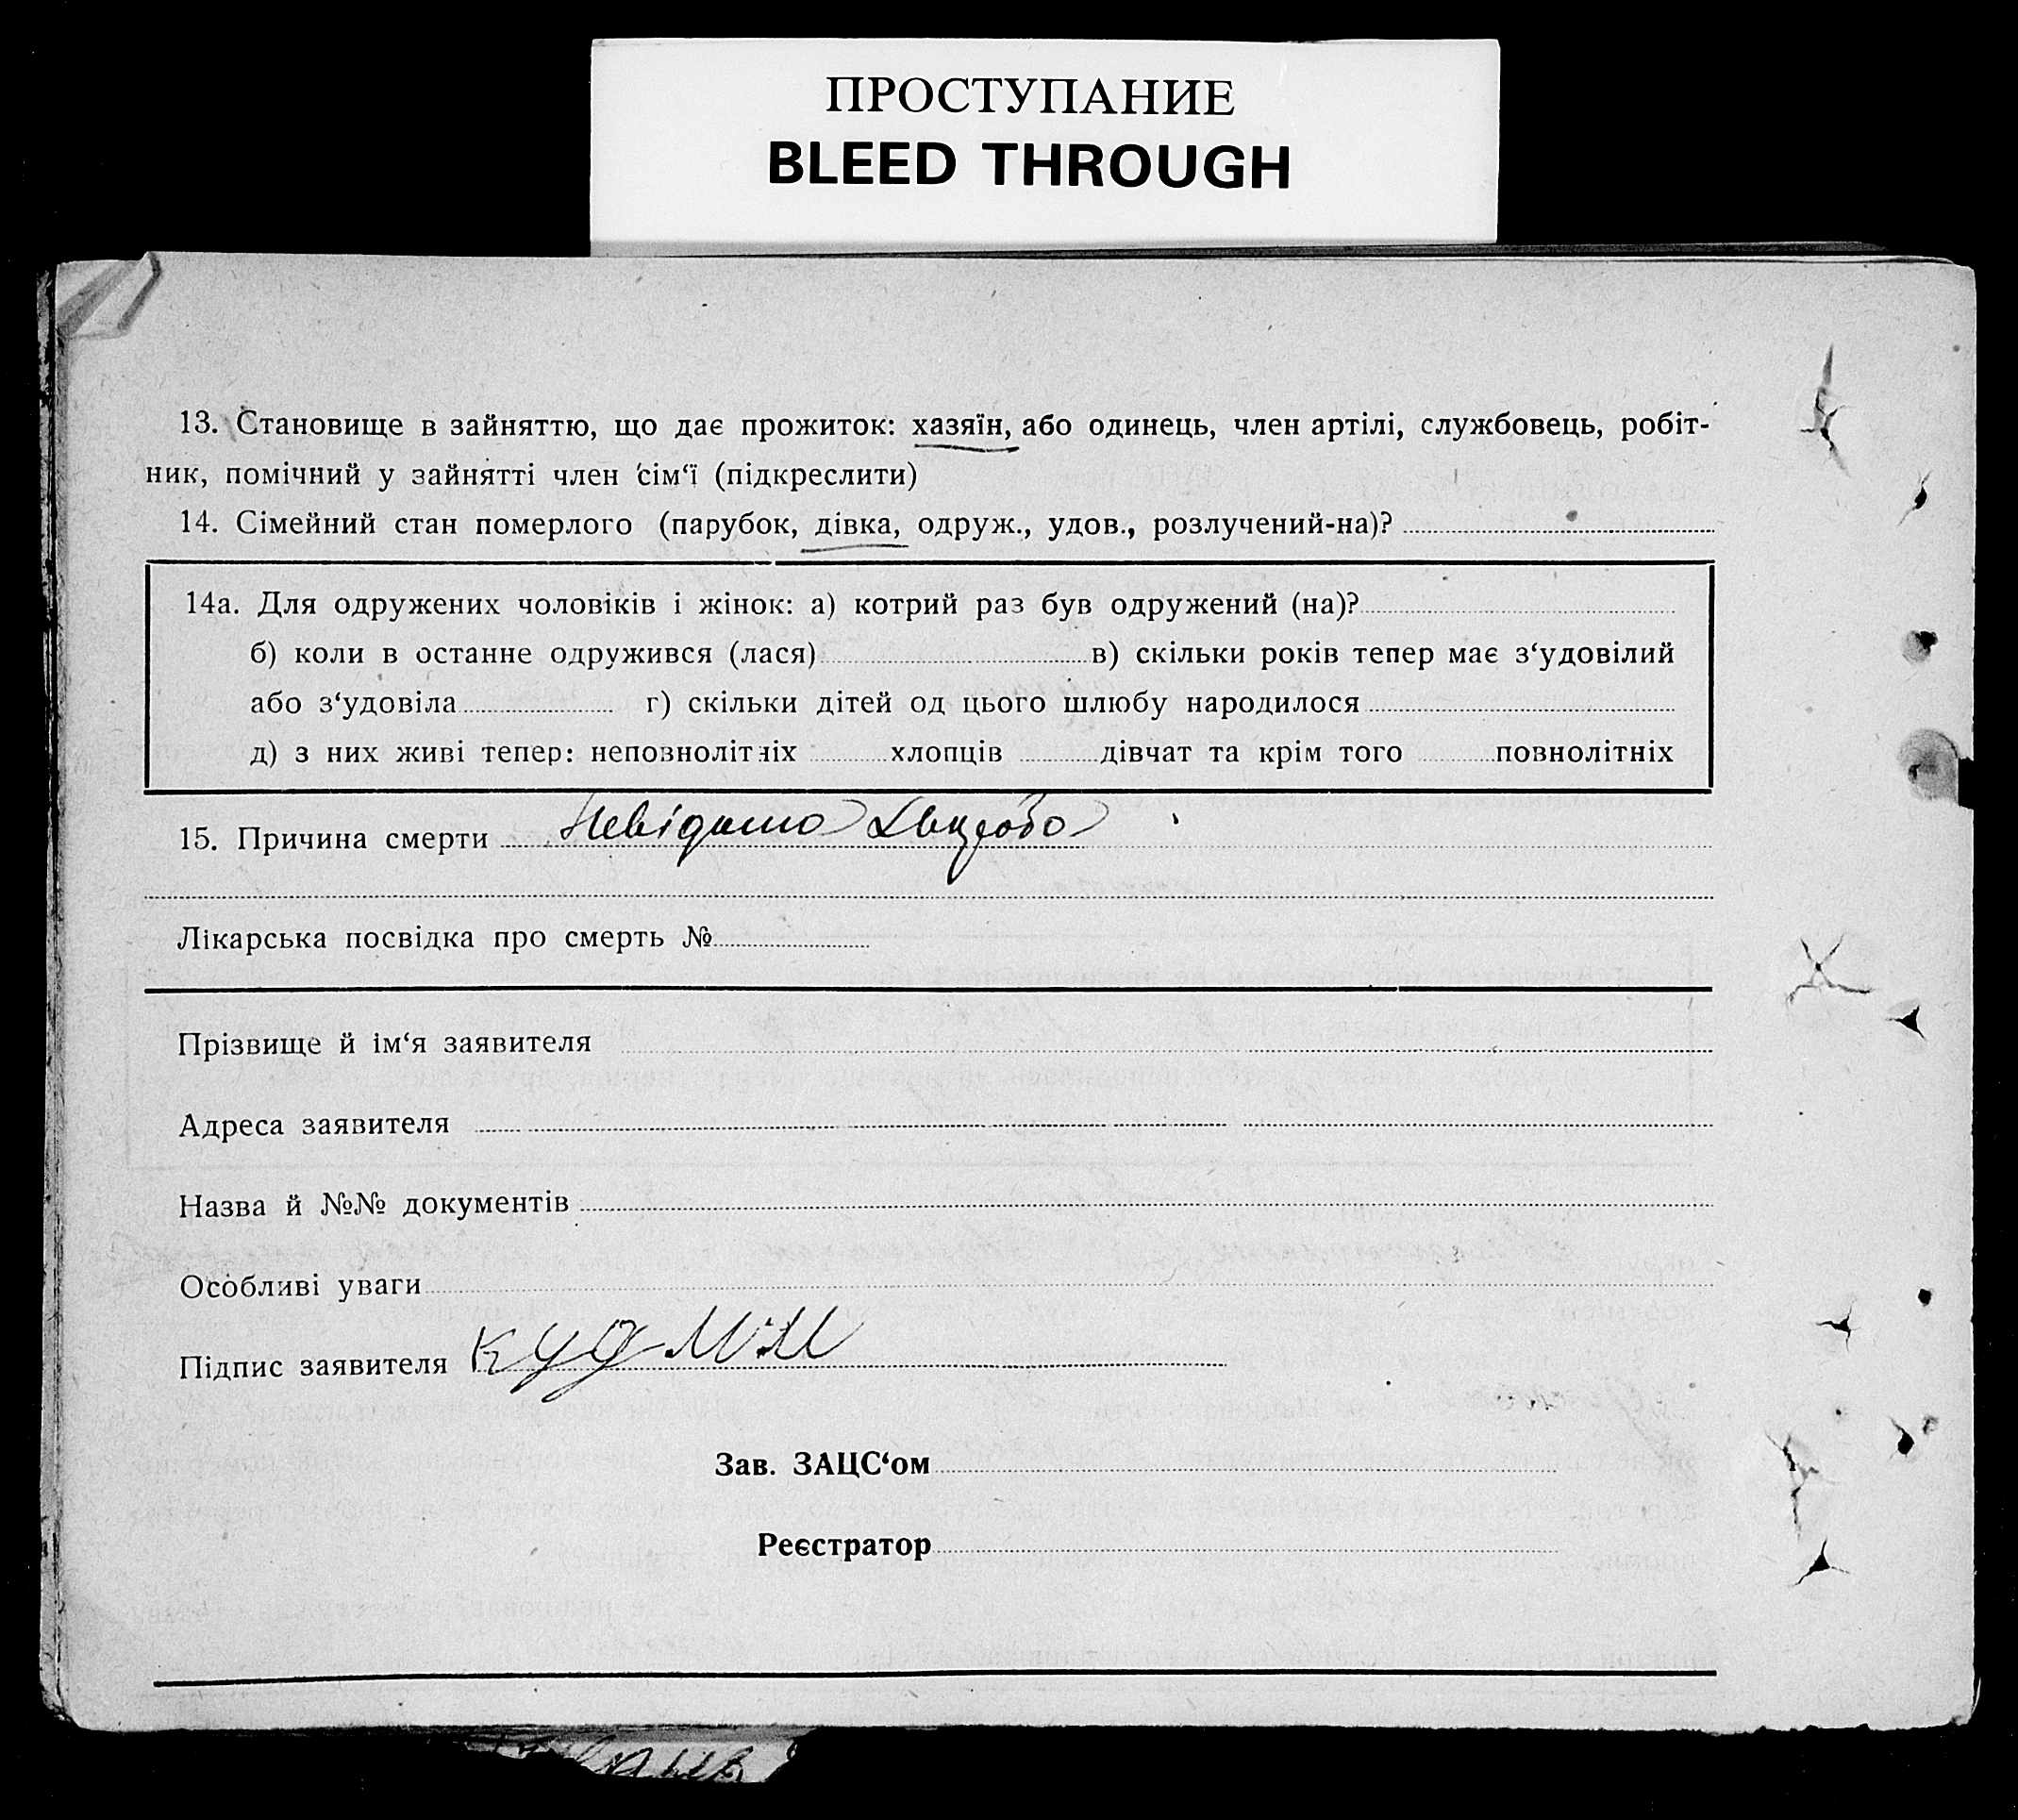 ПРОСТУПАНИЕ
BLEED THROUGH
13. Становище в зайняттю, що дає прожиток: хазяїн, або одинець, член артілі, службовець, робіт-
ник, помічний у зайнятті член сім‘ї (підкреслити)
14. Сімейний стан померлого (парубок, дівка, одруж., удов., розлучений-на)?
14а. Для одружених чоловіків і жінок: а) котрий раз був одружений (на)?
б) коли в останне одружився (лася) в) скільки років тепер має з‘удовілий
або з‘удовіла г) скільки дітей од цього шлюбу народилося
д) з них живі тепер: неповнолітніх хлопців дівчат та крім того повнолітніх
15. Причина смерти Невідома
Лікарська посвідка про смерть №
Прізвище й ім‘я заявителя
Адреса заявителя
Назва й №№ документів
Особливі уваги
Підпис заявителя
Зав. ЗАЦС‘ом
Реєстратор